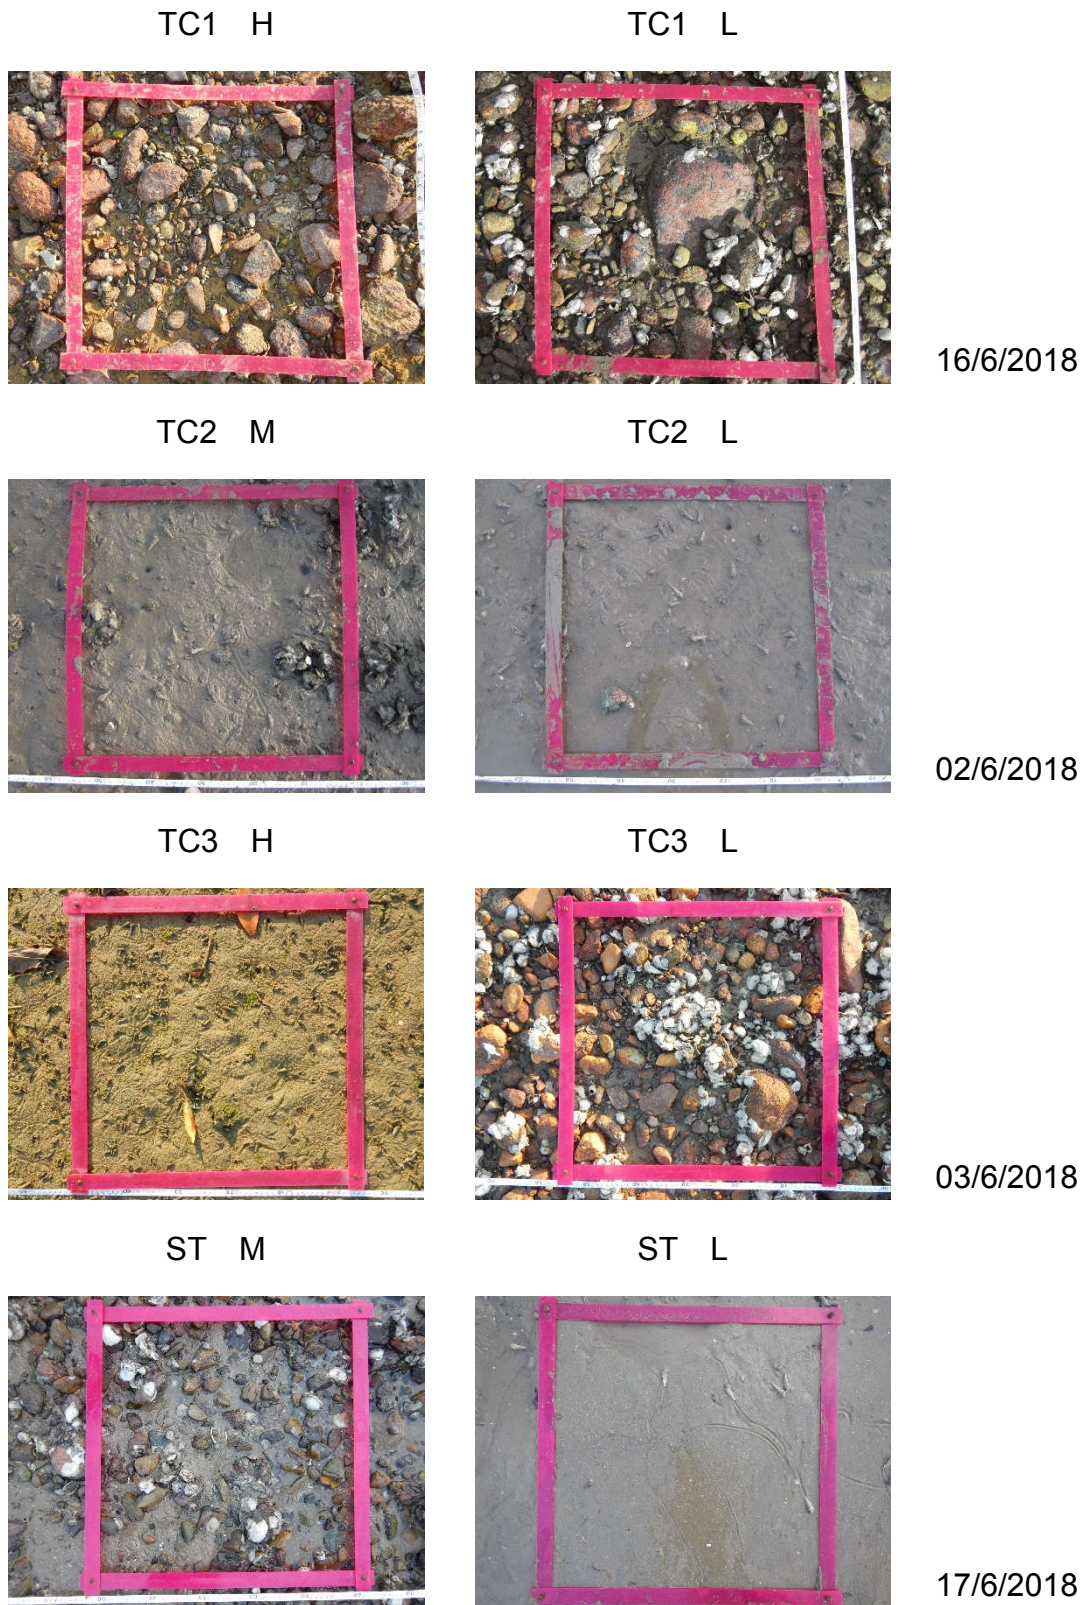 TC1 H
TC1 L
16/6/2018
TC2 M
TC2 L
02/6/2018
TC3 H
TC3 L
03/6/2018
ST M
ST L
17/6/2018